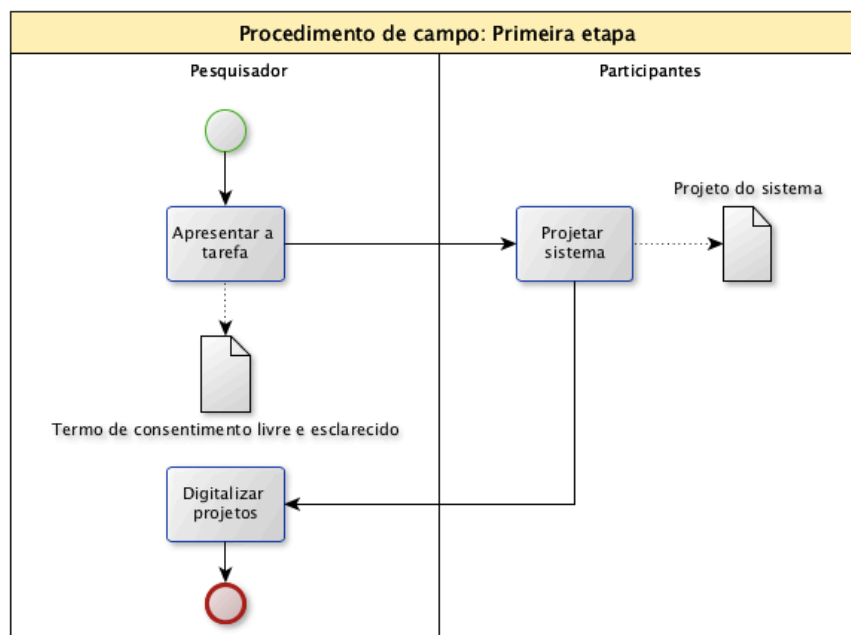 Procedimento de campo: Primeira etapa
Pesquisador
Participantes
Projeto do sistema
Apresentar a
tarefa
Projetar
sistema
Termo de consentimento livre e esclarecido
Digitalizar
projetos